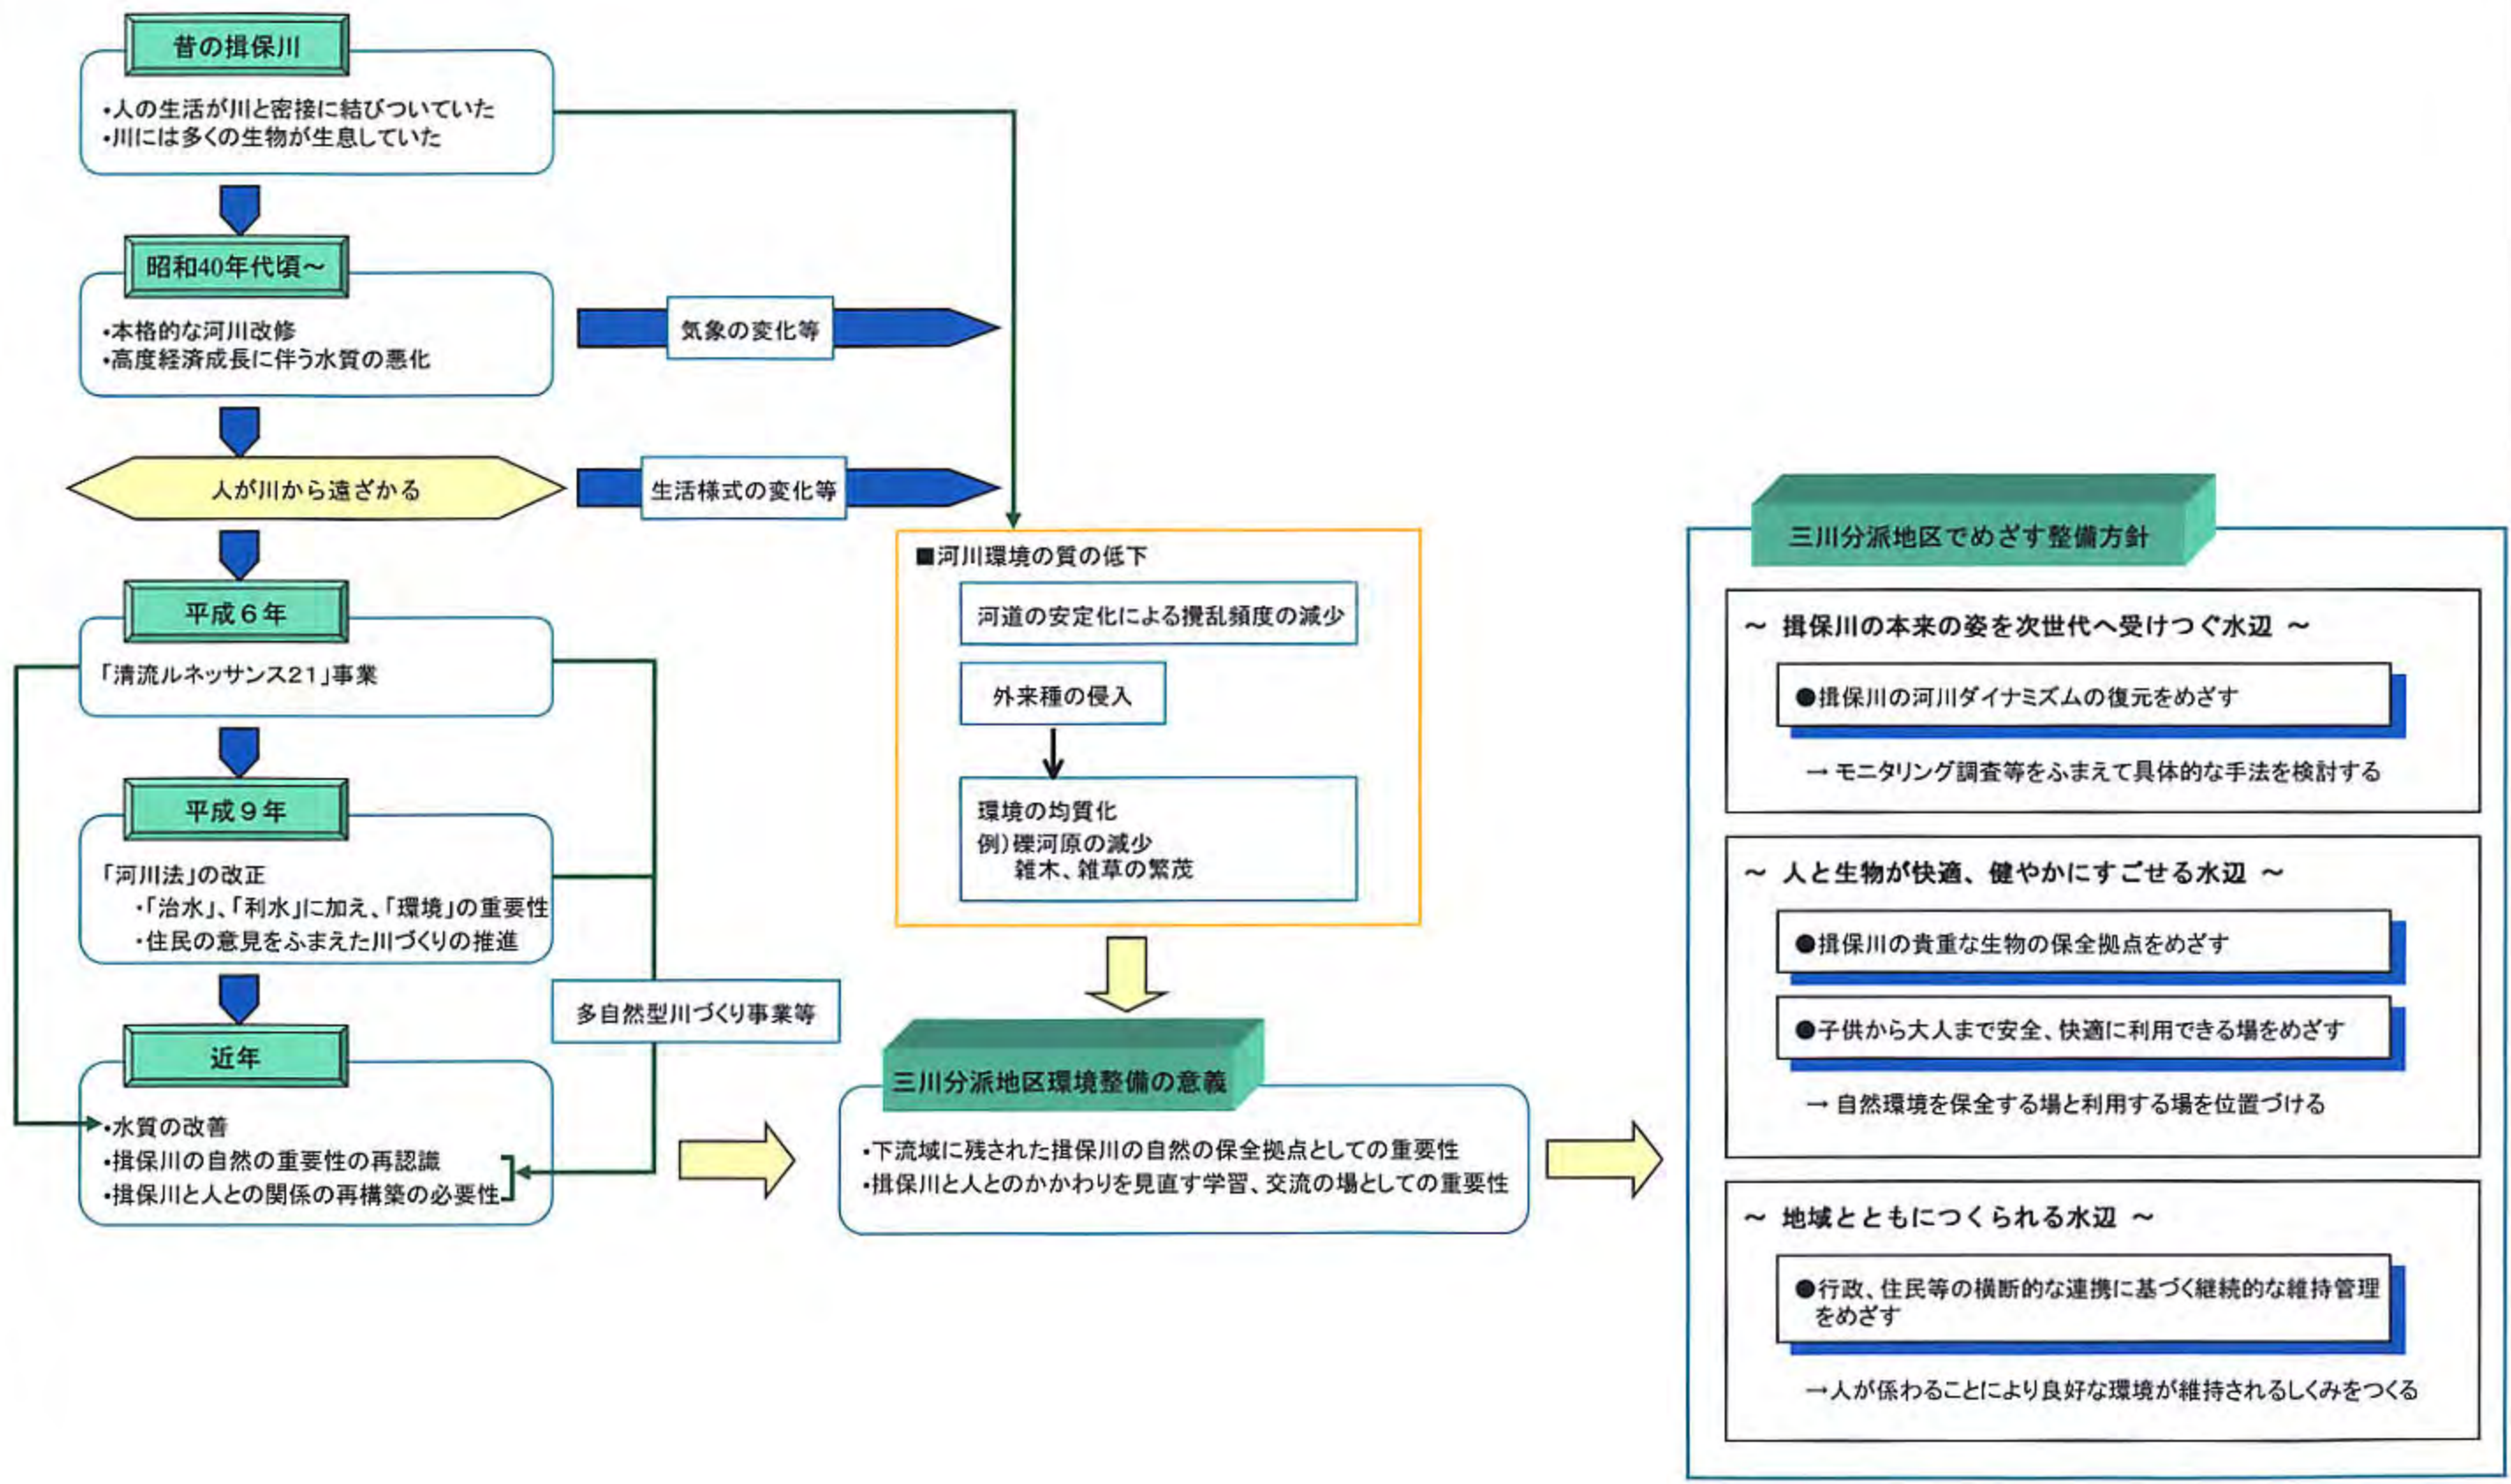 昔の揖保川
・人の生活が川と密接に結びついていた
・川には多くの生物が生息していた
昭和40年代頃～
・本格的な河川改修
・高度経済成長に伴う水質の悪化
気象の変化等
人が川から遠ざかる
生活様式の変化等
平成６年
「清流ルネッサンス２１」事業
平成９年
「河川法」の改正
・「治水」、「利水」に加え、「環境」の重要性
・住民の意見をふまえた川づくりの推進
多自然型川づくり事業等
近年
・水質の改善
・揖保川の自然の重要性の再認識
・揖保川と人との関係の再構築の必要性
■河川環境の質の低下
河道の安定化による攪乱頻度の減少
外来種の侵入
環境の均質化
例）礫河原の減少
雑木、雑草の繁茂
三川分派地区環境整備の意義
・下流域に残された揖保川の自然の保全拠点としての重要性
・揖保川と人とのかかわりを見直す学習、交流の場としての重要性
三川分派地区でめざす整備方針
～ 揖保川の本来の姿を次世代へ受けつぐ水辺 ～
●揖保川の河川ダイナミズムの復元をめざす
→ モニタリング調査等をふまえて具体的な手法を検討する
～ 人と生物が快適、健やかにすごせる水辺 ～
●揖保川の貴重な生物の保全拠点をめざす
●子供から大人まで安全、快適に利用できる場をめざす
→ 自然環境を保全する場と利用する場を位置づける
～ 地域とともにつくられる水辺 ～
●行政、住民等の横断的な連携に基づく継続的な維持管理
をめざす
→人が係わることにより良好な環境が維持されるしくみをつくる